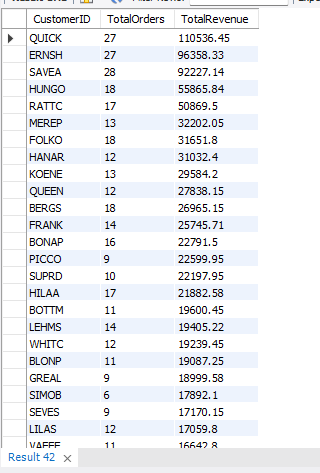 CustomerID TotalOrders TotalRevenue
QUICK 27 110536.45
ERNSH 27 96358.33
SAVEA 28 92227.14
HUNGO 18 55865.84
RATTC 17 50869.5
MEREP 13 32202.05
FOLKO 18 31651.8
HANAR 12 31032.4
KOENE 13 29584.2
QUEEN 12 27838.15
BERGS 18 26965.15
FRANK 14 25745.71
BONAP 16 22791.5
PICCO 9 22599.95
SUPRD 10 22197.95
HILAA 17 21882.58
BOTTM 11 19600.45
LEHMS 14 19405.22
WHITC 12 19239.45
BLONP 11 19087.25
GREAL 9 18999.58
SIMOB 6 17892.1
SEVES 9 17170.15
LILAS 12 17059.8
VAFFE 11 16642.8
Result 42